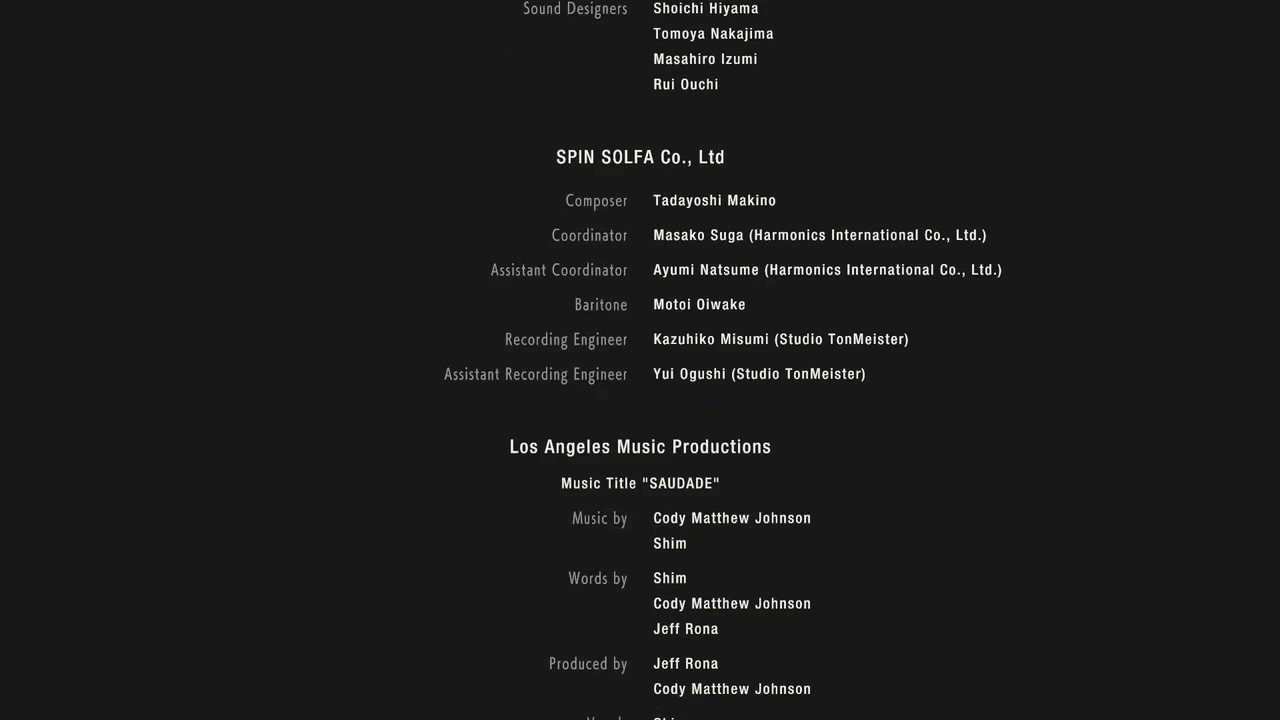 Sound Designers Shoichi Hiyama
Tomoya Nakajima
Masahiro Izumi
Rui Ouchi
SPIN SOLFA Co., Ltd
Composer Tadayoshi Makino
Coordinator Masako Suga (Harmonics International Co., Ltd.)
Assistant Coordinator Ayumi Natsume (Harmonics International Co., Ltd.)
Baritone Motoi Oiwake
Recording Engineer Kazuhiko Misumi (Studio TonMeister)
Assistant Recording Engineer Yui Ogushi (Studio TonMeister)
Los Angeles Music Productions
Music Title "SAUDADE"
Music by Cody Matthew Johnson
Shim
Words by Shim
Cody Matthew Johnson
Jeff Rona
Produced by Jeff Rona
Cody Matthew Johnson